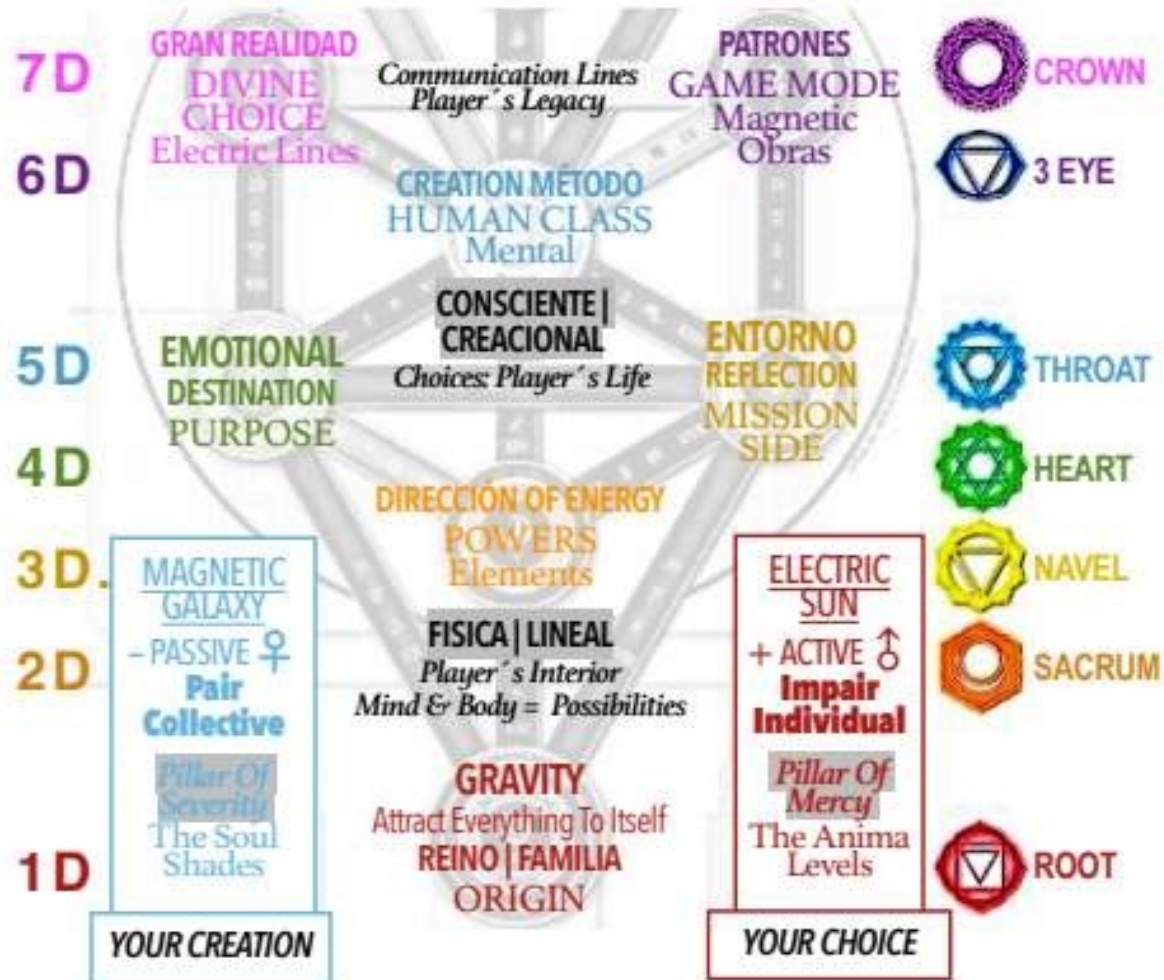 7D
GRAN REALIDAD
DIVINE
CHOICE
Electric Lines
Communication Lines
Player´s Legacy
PATRONES
GAME MODE
Magnetic
Obras
CROWN
6D
CREATION MÉTODO
HUMAN CLASS
Mental
3 EYE
CONSCIENTE |
CREACIONAL
Choices: Player´s Life
5D
EMOTIONAL
DESTINATION
PURPOSE
ENTORNO
REFLECTION
MISSION
SIDE
THROAT
4D
DIRECCIÓN OF ENERGY
POWERS
Elements
HEART
3D.
MAGNETIC
GALAXY
- PASSIVE ♀
Pair
Collective
Pillar Of
Severity
The Soul
Shades
YOUR CREATION
FISICA | LINEAL
Player´s Interior
Mind & Body = Possibilities
ELECTRIC
SUN
+ ACTIVE ♂
Impair
Individual
Pillar Of
Mercy
The Anima
Levels
YOUR CHOICE
NAVEL
2D
SACRUM
GRAVITY
Attract Everything To Itself
REINO | FAMILIA
ORIGIN
1D
ROOT